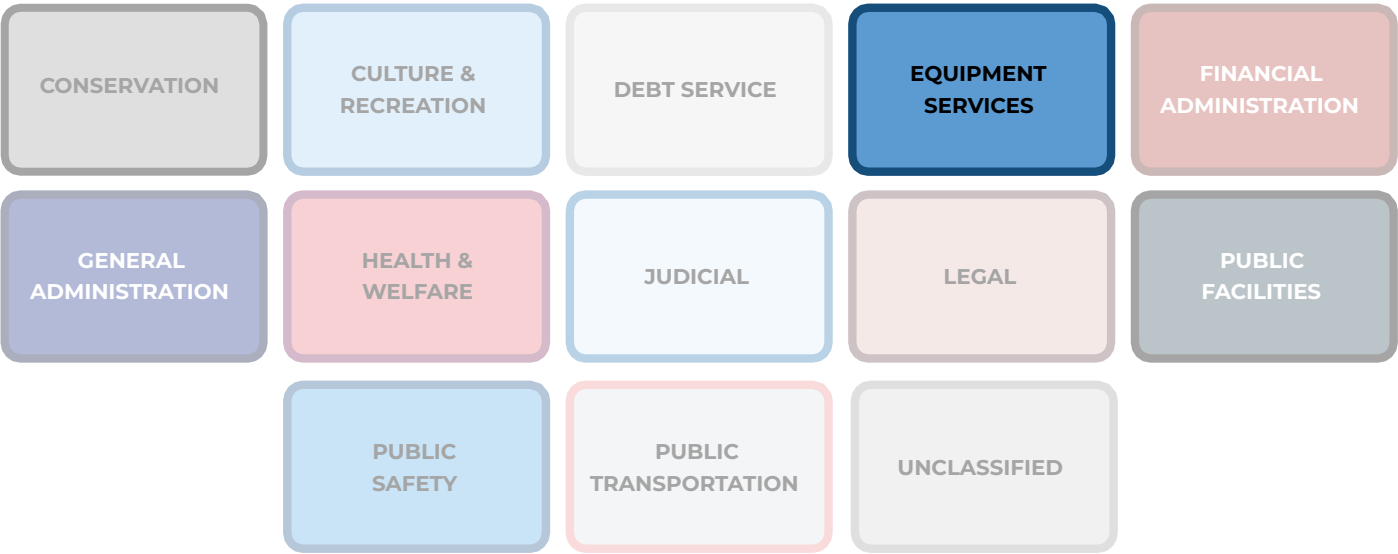 CONSERVATION
CULTURE &
RECREATION
DEBT SERVICE
EQUIPMENT
SERVICES
FINANCIAL
ADMINISTRATION
GENERAL
ADMINISTRATION
HEALTH &
WELFARE
JUDICIAL
LEGAL
PUBLIC
FACILITIES
PUBLIC
SAFETY
PUBLIC
TRANSPORTATION
UNCLASSIFIED